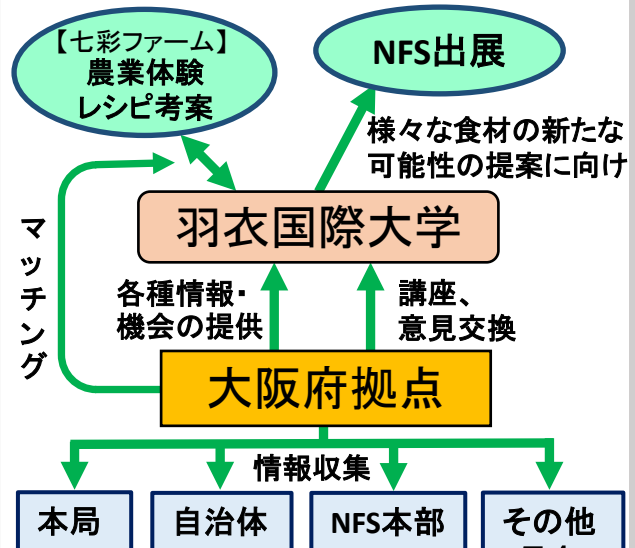 【七彩ファーム】
農業体験
レシピ考案
NFS出展
様々な食材の新たな
可能性の提案に向け
羽衣国際大学
マッチング
各種情報・
機会の提供
講座、
意見交換
大阪府拠点
情報収集
本局
自治体
NFS本部
その他